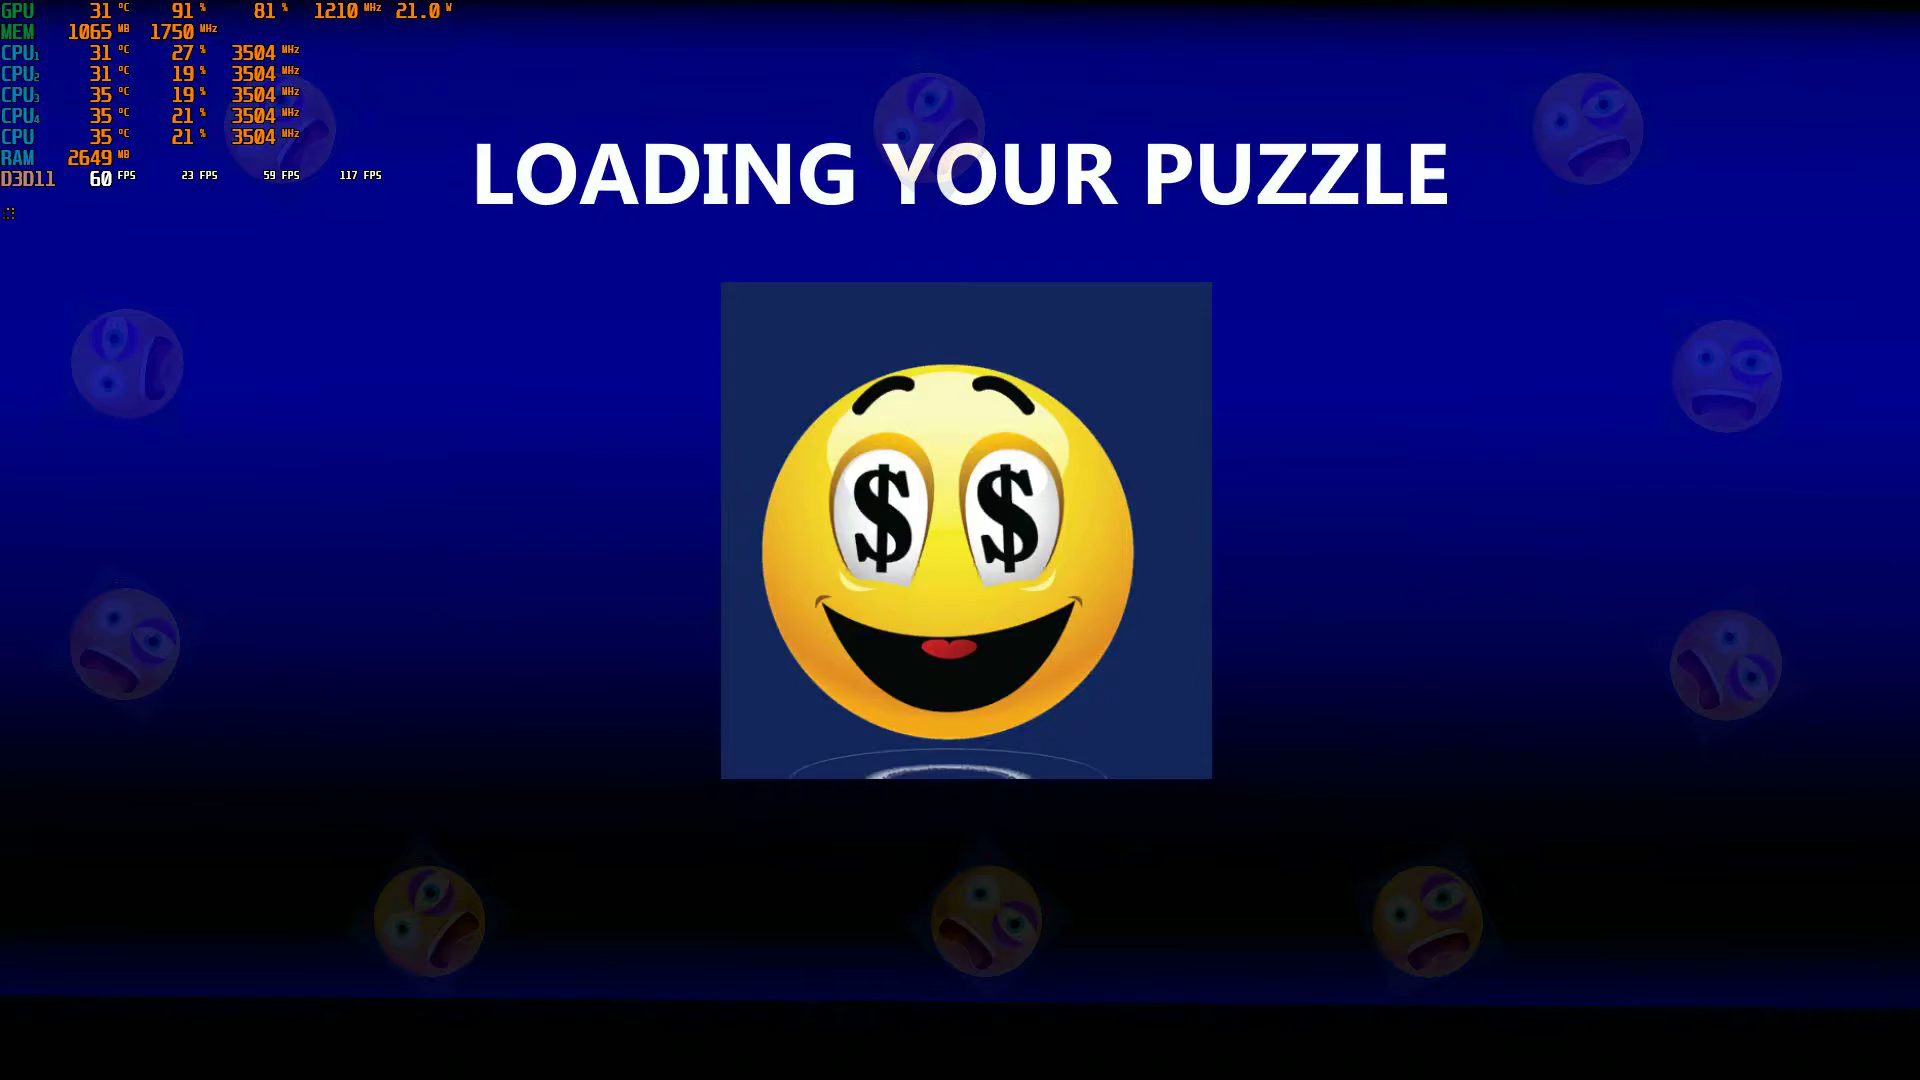 GPU 31 °C 91 % 81 % 1210 MHz 21.0 W
MEM 1065 MB 1750 MHz
CPU1 31 °C 27 % 3504 MHz
CPU2 31 °C 19 % 3504 MHz
CPU3 35 °C 19 % 3504 MHz
CPU4 35 °C 21 % 3504 MHz
CPU 35 °C 21 % 3504 MHz
RAM 2649 MB
D3D11 60 FPS 23 FPS 59 FPS 117 FPS
LOADING YOUR PUZZLE
$ $